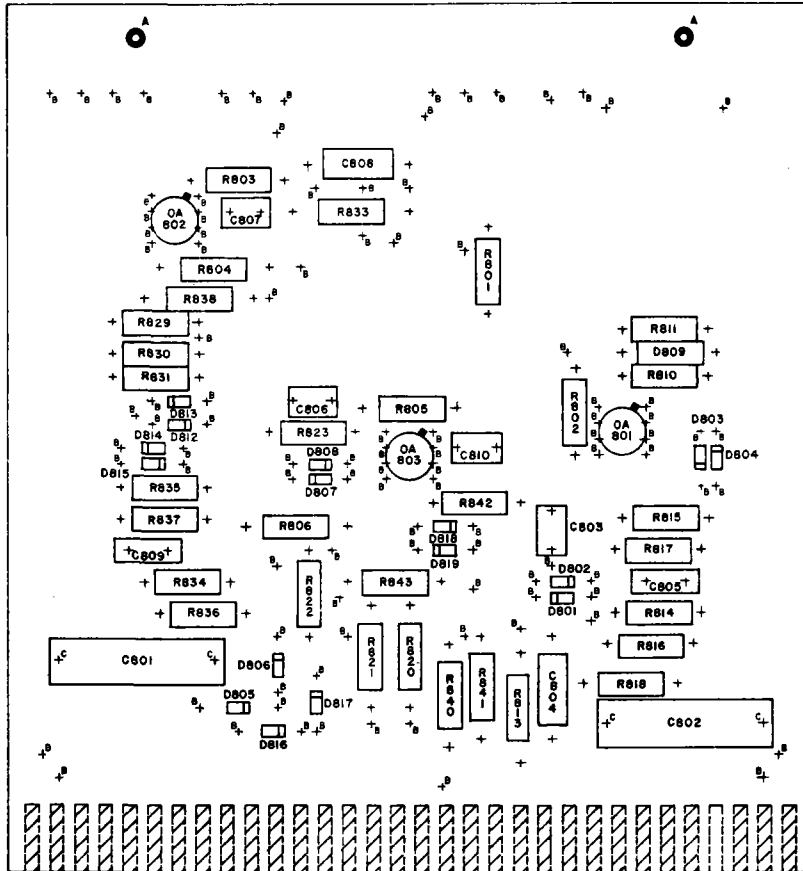 A A
B B B B B B B B B B B B B
B B
C808
R803
B B B
C807 R833
OA
802
B B B B B B B B
B B
B
R801
R804 B
R838 B
R829 R811
B
R830 B D809
R831 R810
R802
B D813 B C806 R805
B D812 B
R823
OA
801
B B B B B B B B
D803
D804
B B
B D814 B
D815 B
D808
B B
D807
B B
OA
803
B B B B B B B B
C810
B B
R835
R842
R837 R806 R815
C803
B D818 B
B D819 B
R817
C809
B B
B
D802
B B
D801
B B
C805
R834 R822 R843 B
R836 B R814
B
R816
B B B B B B
C801
C C
D806
B
R821 R820 R840 R841 R813 C804
R818
B
D805
B B
D817
D816
B B B
B B
C802
C C
B B
B B B